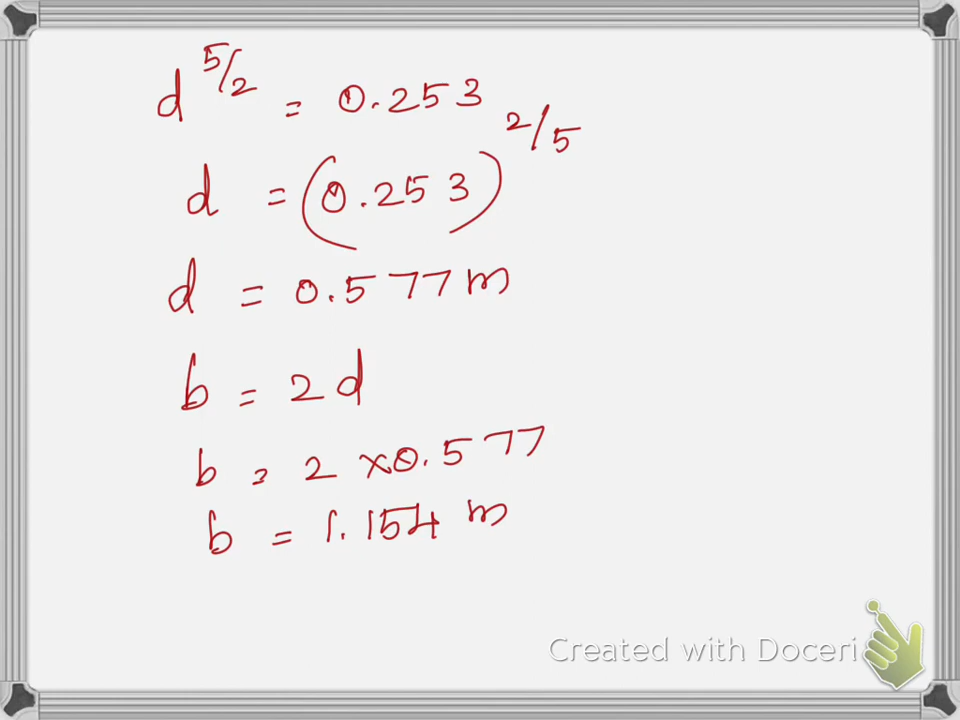 d^5/2 = 0.253
d = (0.253)^2/5
d = 0.577 m
b = 2d
b = 2 × 0.577
b = 1.154 m
Created with Doceri